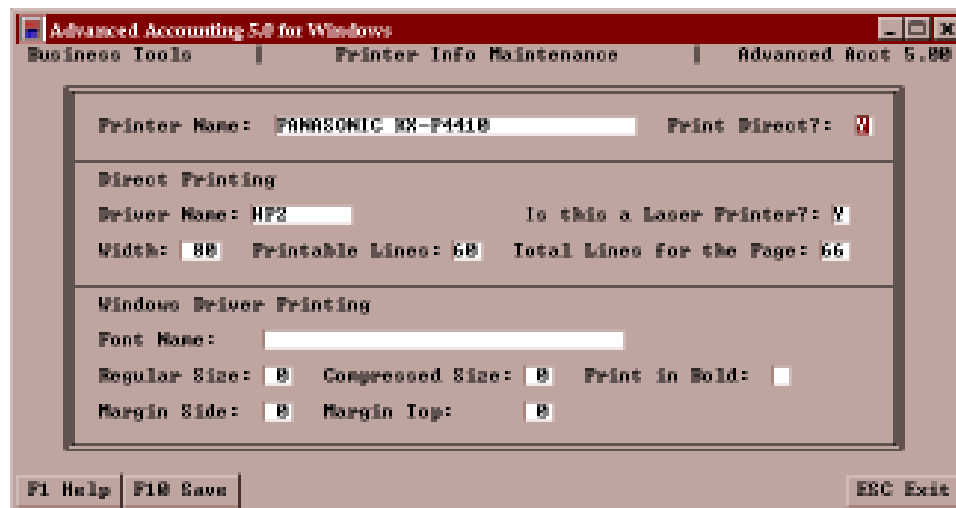 Advanced Accounting 5.0 for Windows
Business Tools | Printer Info Maintenance | Advanced Acct 5.00
Printer Name: PANASONIC KX-P4410 Print Direct?: Y
Direct Printing
Driver Name: HP2 Is this a Laser Printer?: Y
Width: 80 Printable Lines: 60 Total Lines for the Page: 66
Windows Driver Printing
Font Name:
Regular Size: 0 Compressed Size: 0 Print in Bold:
Margin Side: 0 Margin Top: 0
F1 Help F10 Save ESC Exit